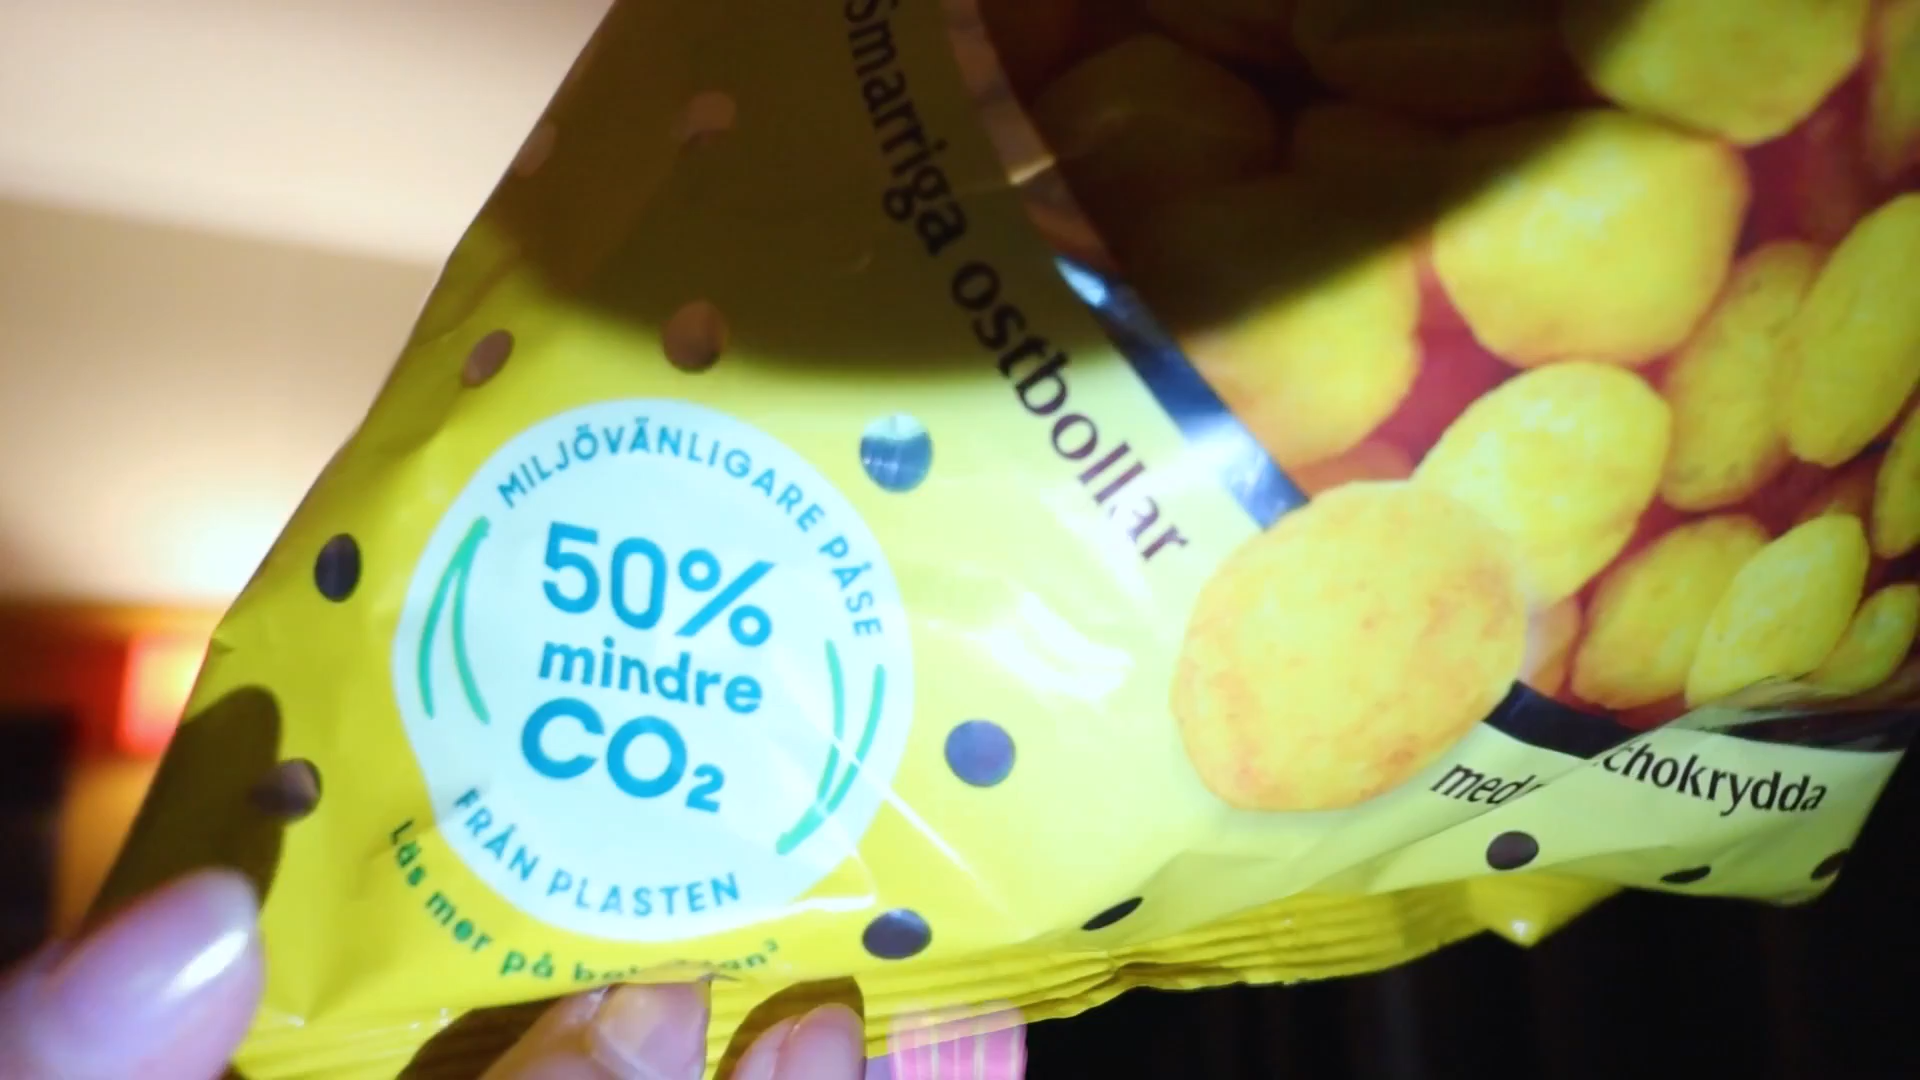 Smarriga ostbollar
MILJÖVÄNLIGARE PÅSE
50%
mindre
CO₂
FRÅN PLASTEN
Läs mer på
chokrydda